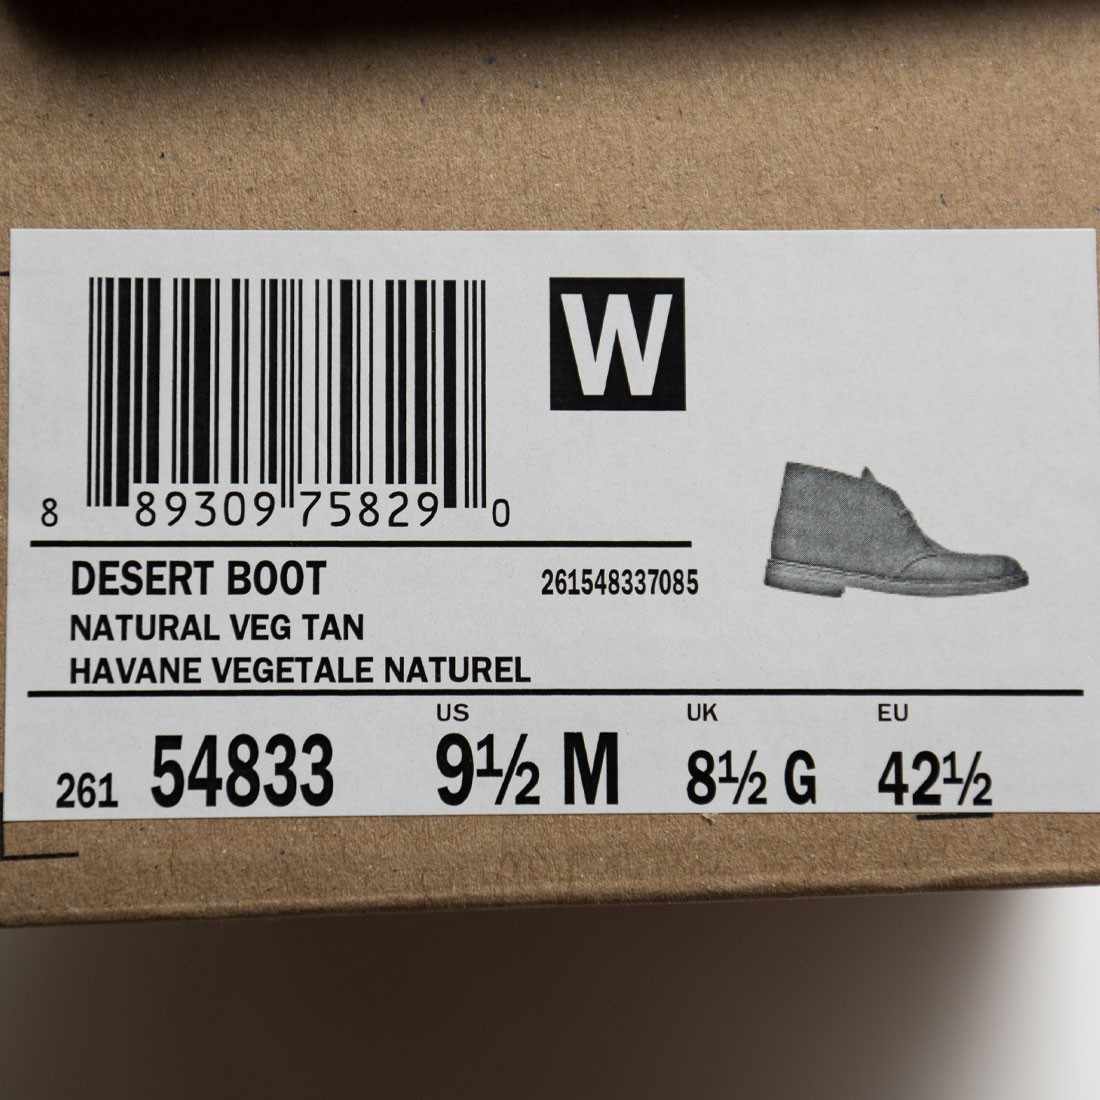 W
8 89309 75829 0
DESERT BOOT 261548337085
NATURAL VEG TAN
HAVANE VEGETALE NATUREL
US UK EU
261 54833 9½ M 8½ G 42½